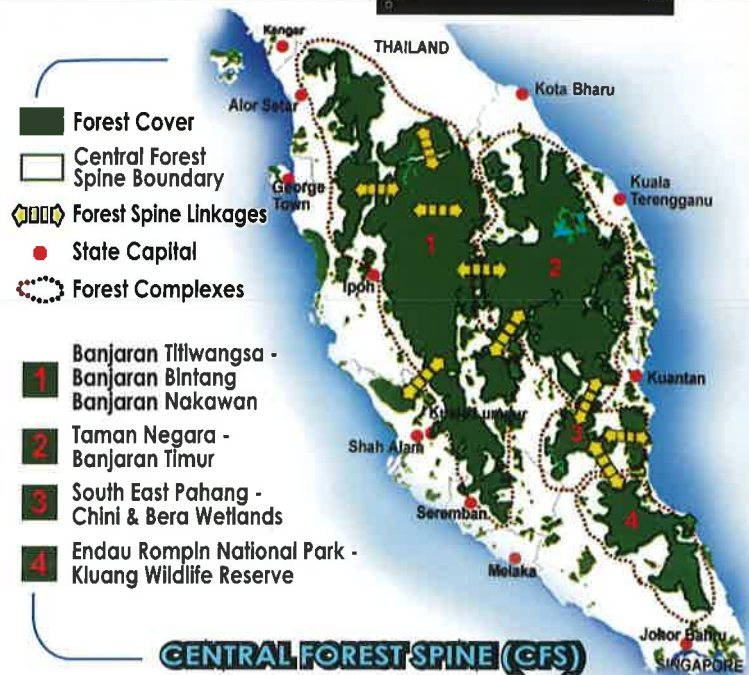 Kangar
THAILAND
Kota Bharu
Alor Setar
Forest Cover
Central Forest
Spine Boundary
Forest Spine Linkages
State Capital
Forest Complexes
George
Town
Kuala
Terengganu
1
2
Ipoh
1
Banjaran Titiwangsa -
Banjaran Bintang
Banjaran Nakawan
2
Taman Negara -
Banjaran Timur
3
South East Pahang -
Chini & Bera Wetlands
4
Endau Rompin National Park -
Kluang Wildlife Reserve
Kuantan
Kuala Lumpur
3
Shah Alam
Seremban
4
Melaka
Johor Bahru
SINGAPORE
CENTRAL FOREST SPINE (CFS)